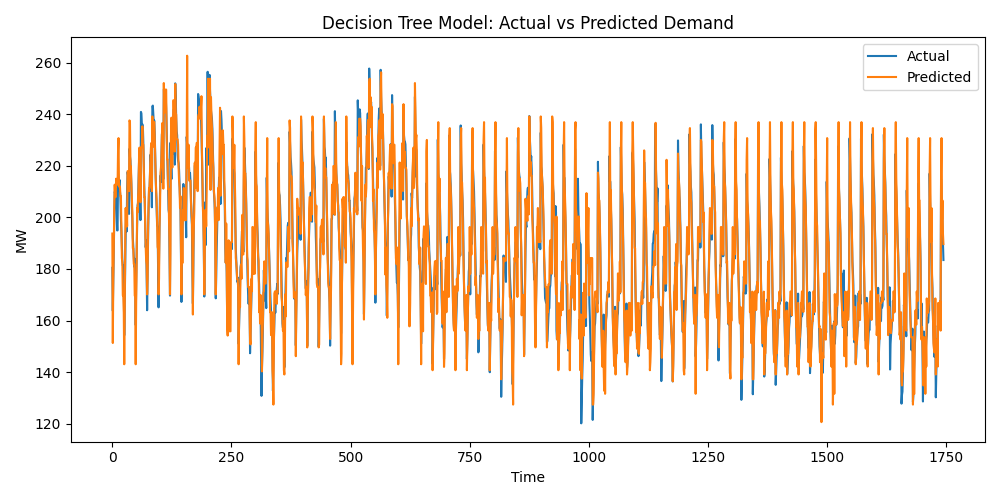 Decision Tree Model: Actual vs Predicted Demand
Actual
Predicted
MW
260
240
220
200
180
160
140
120
0 250 500 750 1000 1250 1500 1750
Time